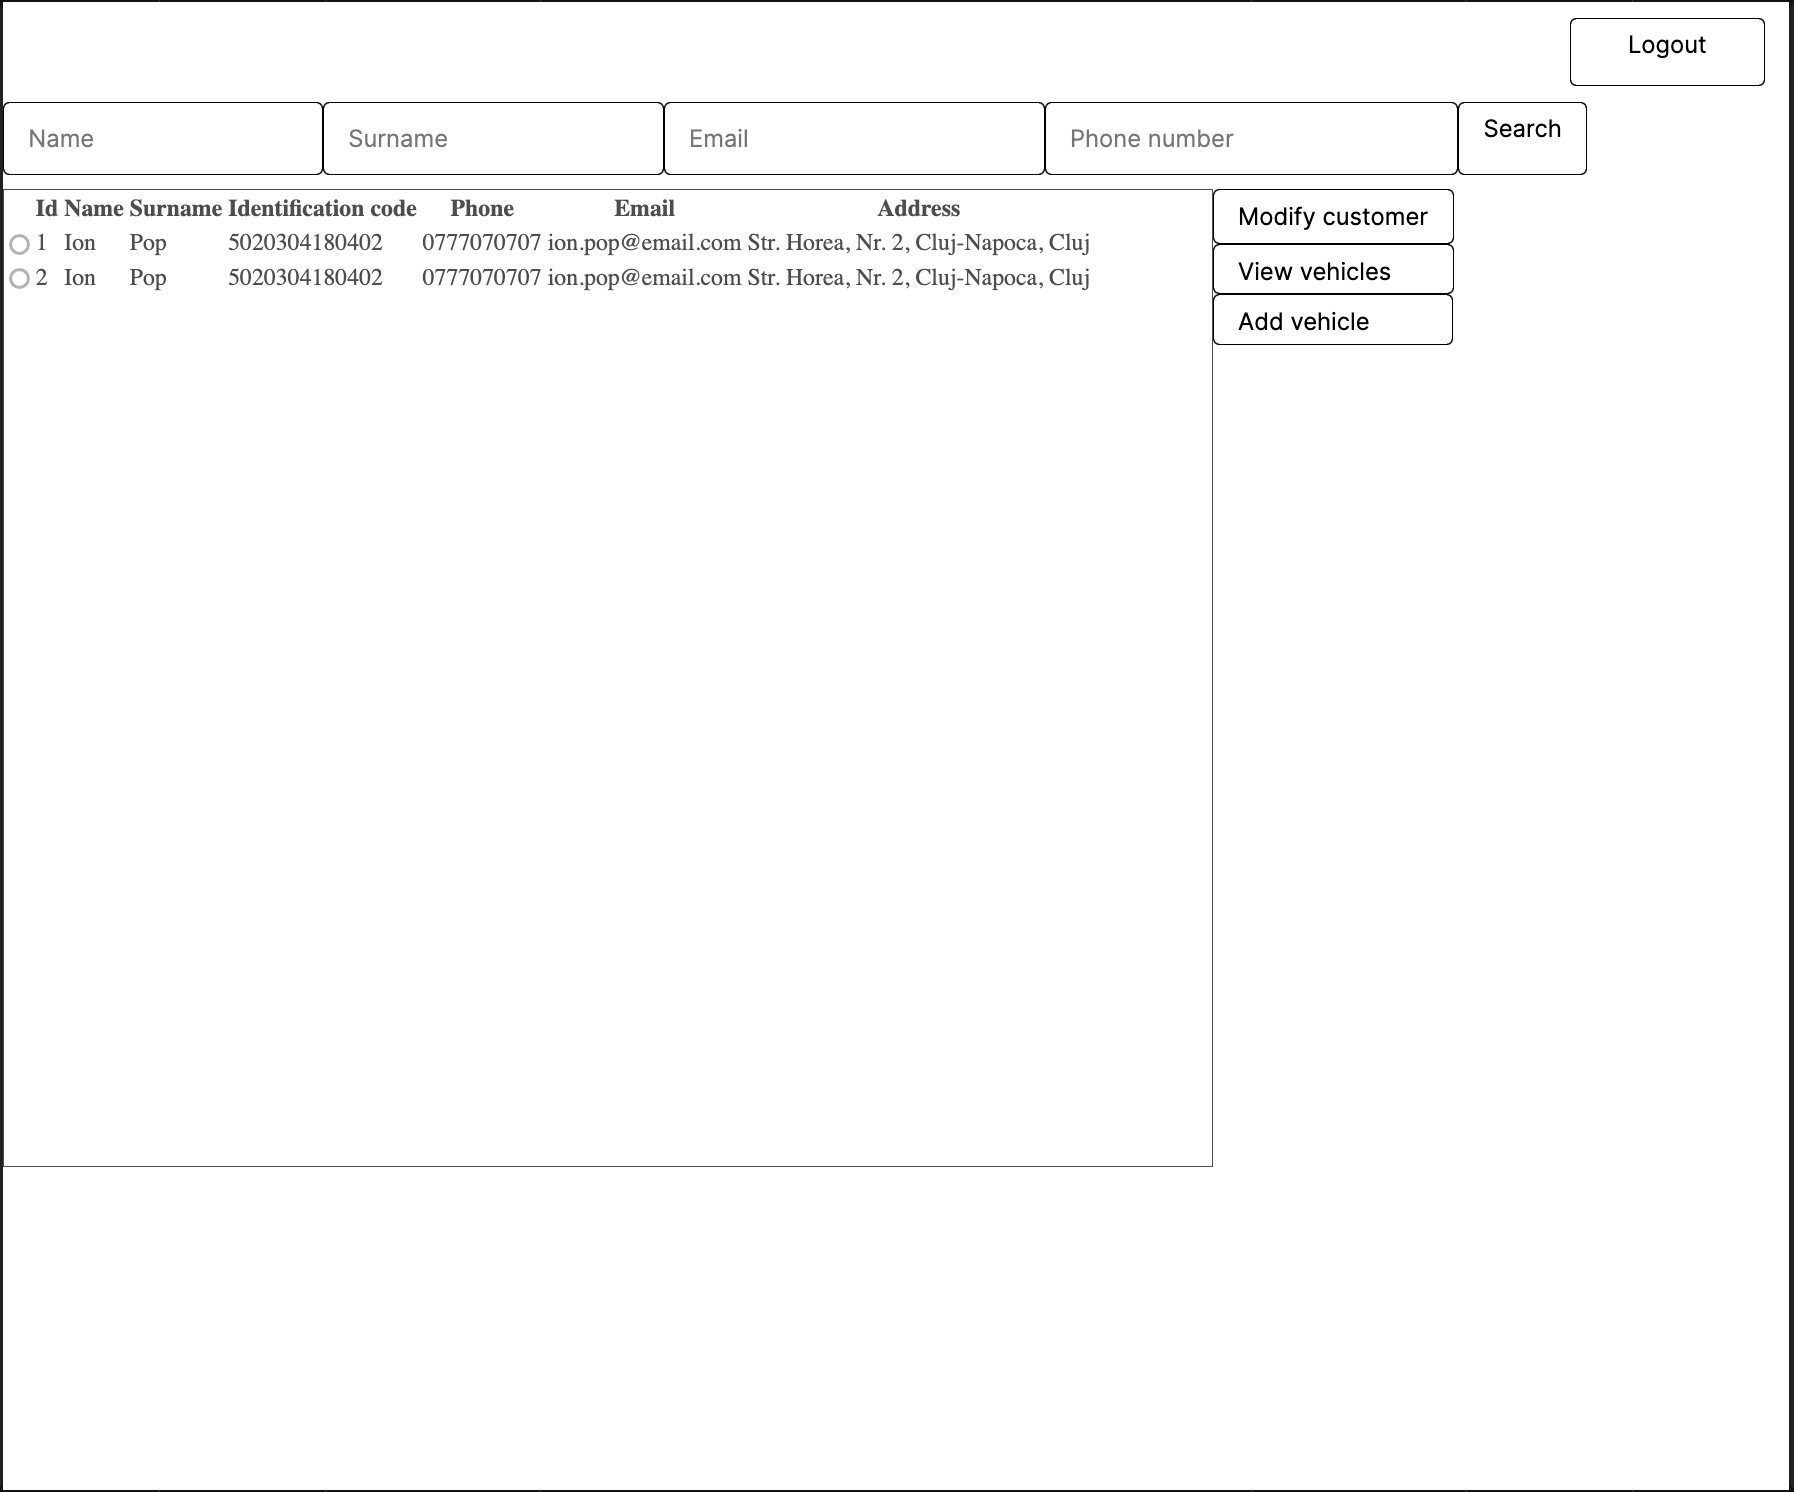 Logout
Name Surname Email Phone number Search
Id Name Surname Identification code Phone Email Address
1 Ion Pop 5020304180402 0777070707 ion.pop@email.com Str. Horea, Nr. 2, Cluj-Napoca, Cluj
2 Ion Pop 5020304180402 0777070707 ion.pop@email.com Str. Horea, Nr. 2, Cluj-Napoca, Cluj
Modify customer
View vehicles
Add vehicle